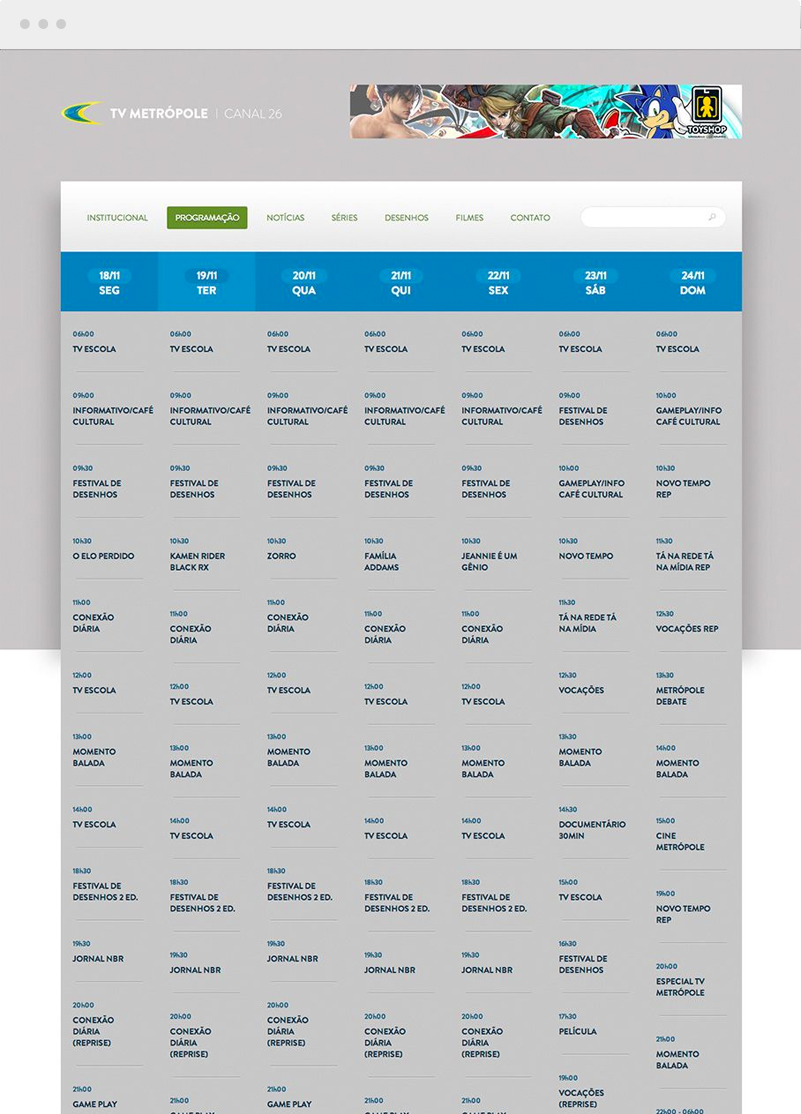 TV METRÓPOLE | CANAL 26
TOYSHOP
INSTITUCIONAL
PROGRAMAÇÃO
NOTÍCIAS
SÉRIES
DESENHOS
FILMES
CONTATO
18/11
SEG
19/11
TER
20/11
QUA
21/11
QUI
22/11
SEX
23/11
SÁB
24/11
DOM
06h00
TV ESCOLA
09h00
INFORMATIVO/CAFÉ
CULTURAL
09h30
FESTIVAL DE
DESENHOS
10h30
O ELO PERDIDO
11h00
CONEXÃO
DIÁRIA
12h00
TV ESCOLA
13h00
MOMENTO
BALADA
14h00
TV ESCOLA
18h30
FESTIVAL DE
DESENHOS 2 ED.
19h30
JORNAL NBR
20h00
CONEXÃO
DIÁRIA
(REPRISE)
21h00
GAME PLAY
06h00
TV ESCOLA
09h00
INFORMATIVO/CAFÉ
CULTURAL
09h30
FESTIVAL DE
DESENHOS
10h30
KAMEN RIDER
BLACK RX
11h00
CONEXÃO
DIÁRIA
12h00
TV ESCOLA
13h00
MOMENTO
BALADA
14h00
TV ESCOLA
18h30
FESTIVAL DE
DESENHOS 2 ED.
19h30
JORNAL NBR
20h00
CONEXÃO
DIÁRIA
(REPRISE)
21h00
GAME PLAY
06h00
TV ESCOLA
09h00
INFORMATIVO/CAFÉ
CULTURAL
09h30
FESTIVAL DE
DESENHOS
10h30
ZORRO
11h00
CONEXÃO
DIÁRIA
12h00
TV ESCOLA
13h00
MOMENTO
BALADA
14h00
TV ESCOLA
18h30
FESTIVAL DE
DESENHOS 2 ED.
19h30
JORNAL NBR
20h00
CONEXÃO
DIÁRIA
(REPRISE)
21h00
GAME PLAY
06h00
TV ESCOLA
09h00
INFORMATIVO/CAFÉ
CULTURAL
09h30
FESTIVAL DE
DESENHOS
10h30
FAMÍLIA
ADDAMS
11h00
CONEXÃO
DIÁRIA
12h00
TV ESCOLA
13h00
MOMENTO
BALADA
14h00
TV ESCOLA
18h30
FESTIVAL DE
DESENHOS 2 ED.
19h30
JORNAL NBR
20h00
CONEXÃO
DIÁRIA
(REPRISE)
21h00
GAME PLAY
06h00
TV ESCOLA
09h00
INFORMATIVO/CAFÉ
CULTURAL
09h30
FESTIVAL DE
DESENHOS
10h30
JEANNIE É UM
GÊNIO
11h00
CONEXÃO
DIÁRIA
12h00
TV ESCOLA
13h00
MOMENTO
BALADA
14h00
TV ESCOLA
18h30
FESTIVAL DE
DESENHOS 2 ED.
19h30
JORNAL NBR
20h00
CONEXÃO
DIÁRIA
(REPRISE)
21h00
GAME PLAY
06h00
TV ESCOLA
09h00
FESTIVAL DE
DESENHOS
10h00
GAMEPLAY/INFO
CAFÉ CULTURAL
10h30
NOVO TEMPO
11h30
TÁ NA REDE TÁ
NA MÍDIA
12h30
VOCAÇÕES
13h30
MOMENTO
BALADA
14h30
DOCUMENTÁRIO
30MIN
15h00
TV ESCOLA
16h30
FESTIVAL DE
DESENHOS
17h30
PELÍCULA
19h00
VOCAÇÕES
(REPRISE)
06h00
TV ESCOLA
10h00
GAMEPLAY/INFO
CAFÉ CULTURAL
10h30
NOVO TEMPO
REP
11h30
TÁ NA REDE TÁ
NA MÍDIA REP
12h30
VOCAÇÕES REP
13h30
METRÓPOLE
DEBATE
14h00
MOMENTO
BALADA
15h00
CINE
METRÓPOLE
19h00
NOVO TEMPO
REP
20h00
ESPECIAL TV
METRÓPOLE
21h00
MOMENTO
BALADA
22h00 - 06h00